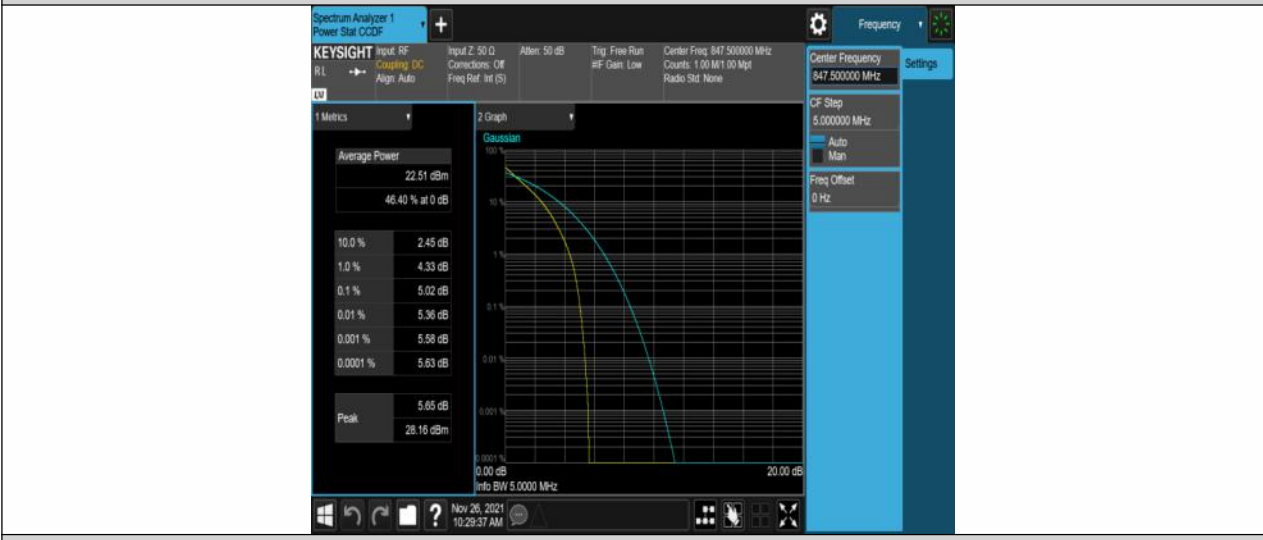 Spectrum Analyzer 1
Power Stat CCDF
+
Frequency
KEYSIGHT
Input: RF
Coupling: DC
Align: Auto
Input Z: 50 Ω
Corrections: Off
Freq Ref: Int (S)
Atten: 50 dB
Trig: Free Run
#IF Gain: Low
Center Freq: 847.500000 MHz
Counts: 1.00 M/1.00 Mpt
Radio Std: None
R L
LXI
Center Frequency
847.500000 MHz
Settings
CF Step
5.000000 MHz
Auto
Man
Freq Offset
0 Hz
1 Metrics
Average Power
22.51 dBm
46.40 % at 0 dB
10.0 % 2.45 dB
1.0 % 4.33 dB
0.1 % 5.02 dB
0.01 % 5.36 dB
0.001 % 5.58 dB
0.0001 % 5.63 dB
Peak
5.65 dB
28.16 dBm
2 Graph
Gaussian
100 %
10 %
1 %
0.1 %
0.01 %
0.001 %
0.0001 %
0.00 dB
20.00 dB
Info BW 5.0000 MHz
?
Nov 26, 2021
10:29:37 AM